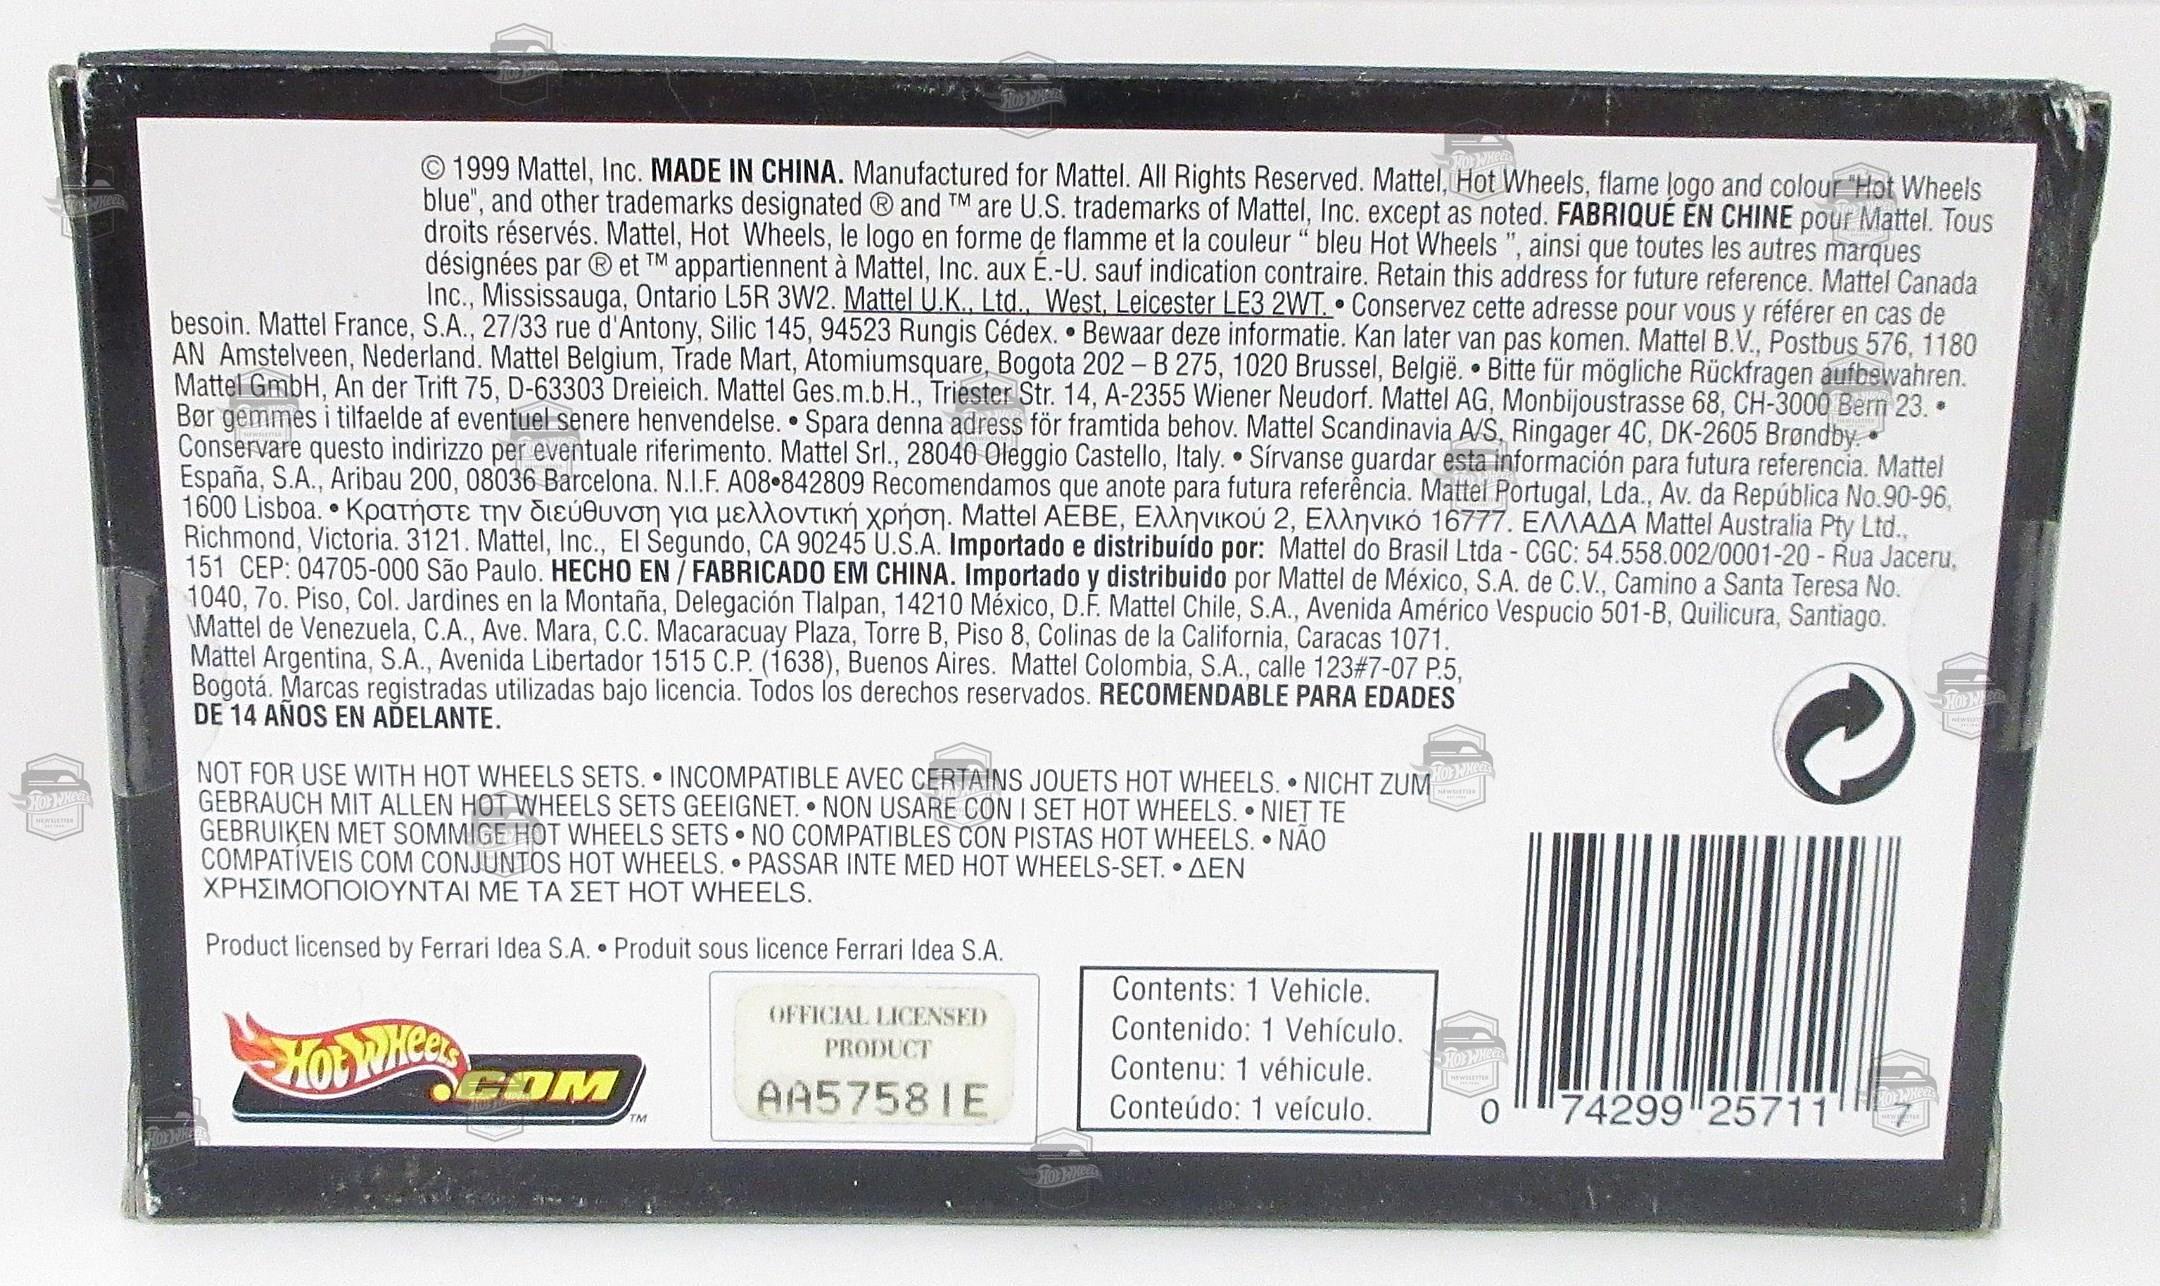 © 1999 Mattel, Inc. MADE IN CHINA. Manufactured for Mattel. All Rights Reserved. Mattel, Hot Wheels, flame logo and colour "Hot Wheels
blue", and other trademarks designated ® and ™ are U.S. trademarks of Mattel, Inc. except as noted. FABRIQUÉ EN CHINE pour Mattel. Tous
droits réservés. Mattel, Hot Wheels, le logo en forme de flamme et la couleur “ bleu Hot Wheels ”, ainsi que toutes les autres marques
désignées par ® et ™ appartiennent à Mattel, Inc. aux É.-U. sauf indication contraire. Retain this address for future reference. Mattel Canada
Inc., Mississauga, Ontario L5R 3W2. Mattel U.K., Ltd., West, Leicester LE3 2WT. • Conservez cette adresse pour vous y référer en cas de
besoin. Mattel France, S.A., 27/33 rue d'Antony, Silic 145, 94523 Rungis Cédex. • Bewaar deze informatie. Kan later van pas komen. Mattel B.V., Postbus 576, 1180
AN Amstelveen, Nederland. Mattel Belgium, Trade Mart, Atomiumsquare, Bogota 202 – B 275, 1020 Brussel, België. • Bitte für mögliche Rückfragen aufbewahren.
Mattel GmbH, An der Trift 75, D-63303 Dreieich. Mattel Ges.m.b.H., Triester Str. 14, A-2355 Wiener Neudorf. Mattel AG, Monbijoustrasse 68, CH-3000 Bern 23. •
Bør gemmes i tilfaelde af eventuel senere henvendelse. • Spara denna adress för framtida behov. Mattel Scandinavia A/S, Ringager 4C, DK-2605 Brøndby. •
Conservare questo indirizzo per eventuale riferimento. Mattel Srl., 28040 Oleggio Castello, Italy. • Sírvanse guardar esta información para futura referencia. Mattel
España, S.A., Aribau 200, 08036 Barcelona. N.I.F. A08•842809 Recomendamos que anote para futura referência. Mattel Portugal, Lda., Av. da República No.90-96,
1600 Lisboa. • Κρατήστε την διεύθυνση για μελλοντική χρήση. Mattel AEBE, Ελληνικού 2, Ελληνικό 16777. ΕΛΛΑΔΑ Mattel Australia Pty Ltd.,
Richmond, Victoria. 3121. Mattel, Inc., El Segundo, CA 90245 U.S.A. Importado e distribuído por: Mattel do Brasil Ltda - CGC: 54.558.002/0001-20 - Rua Jaceru,
151 CEP: 04705-000 São Paulo. HECHO EN / FABRICADO EM CHINA. Importado y distribuido por Mattel de México, S.A. de C.V., Camino a Santa Teresa No.
1040, 7o. Piso, Col. Jardines en la Montaña, Delegación Tlalpan, 14210 México, D.F. Mattel Chile, S.A., Avenida Américo Vespucio 501-B, Quilicura, Santiago.
\Mattel de Venezuela, C.A., Ave. Mara, C.C. Macaracuay Plaza, Torre B, Piso 8, Colinas de la California, Caracas 1071.
Mattel Argentina, S.A., Avenida Libertador 1515 C.P. (1638), Buenos Aires. Mattel Colombia, S.A., calle 123#7-07 P.5,
Bogotá. Marcas registradas utilizadas bajo licencia. Todos los derechos reservados. RECOMENDABLE PARA EDADES
DE 14 AÑOS EN ADELANTE.
NOT FOR USE WITH HOT WHEELS SETS. • INCOMPATIBLE AVEC CERTAINS JOUETS HOT WHEELS. • NICHT ZUM
GEBRAUCH MIT ALLEN HOT WHEELS SETS GEEIGNET. • NON USARE CON I SET HOT WHEELS. • NIET TE
GEBRUIKEN MET SOMMIGE HOT WHEELS SETS • NO COMPATIBLES CON PISTAS HOT WHEELS. • NÃO
COMPATÍVEIS COM CONJUNTOS HOT WHEELS. • PASSAR INTE MED HOT WHEELS-SET. • ΔΕΝ
ΧΡΗΣΙΜΟΠΟΙΟΥΝΤΑΙ ΜΕ ΤΑ ΣΕΤ HOT WHEELS.
Product licensed by Ferrari Idea S.A. • Produit sous licence Ferrari Idea S.A.
HOT WHEELS
.COM
™
OFFICIAL LICENSED
PRODUCT
AA57581E
Contents: 1 Vehicle.
Contenido: 1 Vehículo.
Contenu: 1 véhicule.
Conteúdo: 1 veículo.
0 74299 25711 7